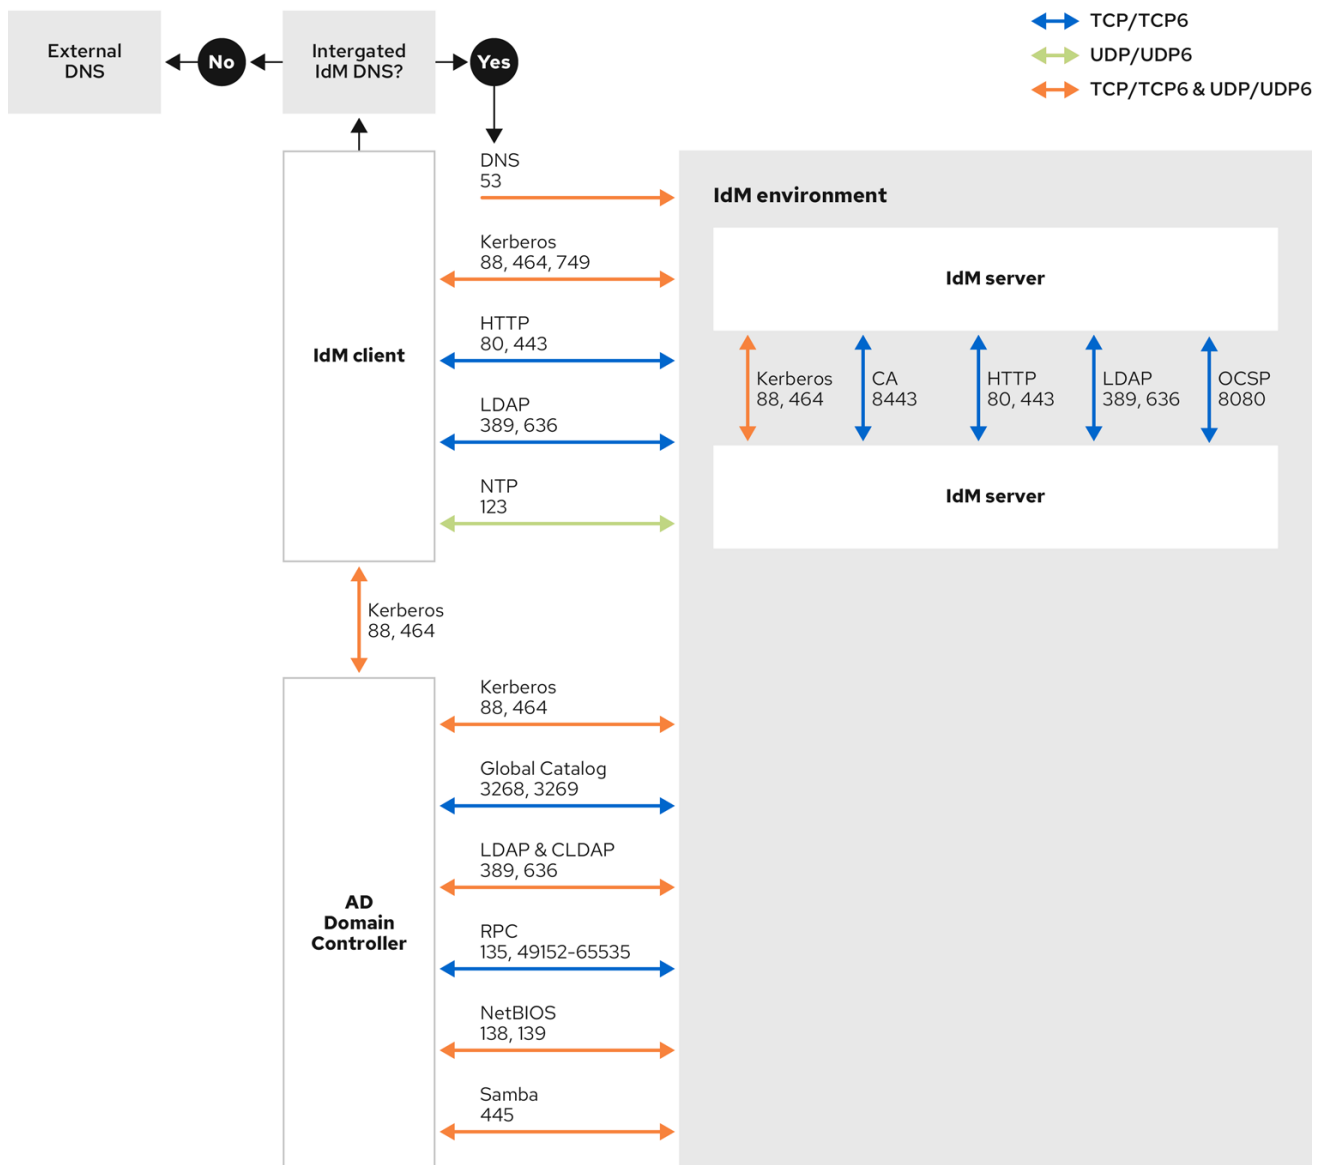 External
DNS
No
Intergated
IdM DNS?
Yes
TCP/TCP6
UDP/UDP6
TCP/TCP6 & UDP/UDP6
DNS
53
Kerberos
88, 464, 749
HTTP
80, 443
LDAP
389, 636
NTP
123
IdM client
IdM environment
IdM server
Kerberos
88, 464
CA
8443
HTTP
80, 443
LDAP
389, 636
OCSP
8080
IdM server
Kerberos
88, 464
AD
Domain
Controller
Kerberos
88, 464
Global Catalog
3268, 3269
LDAP & CLDAP
389, 636
RPC
135, 49152-65535
NetBIOS
138, 139
Samba
445